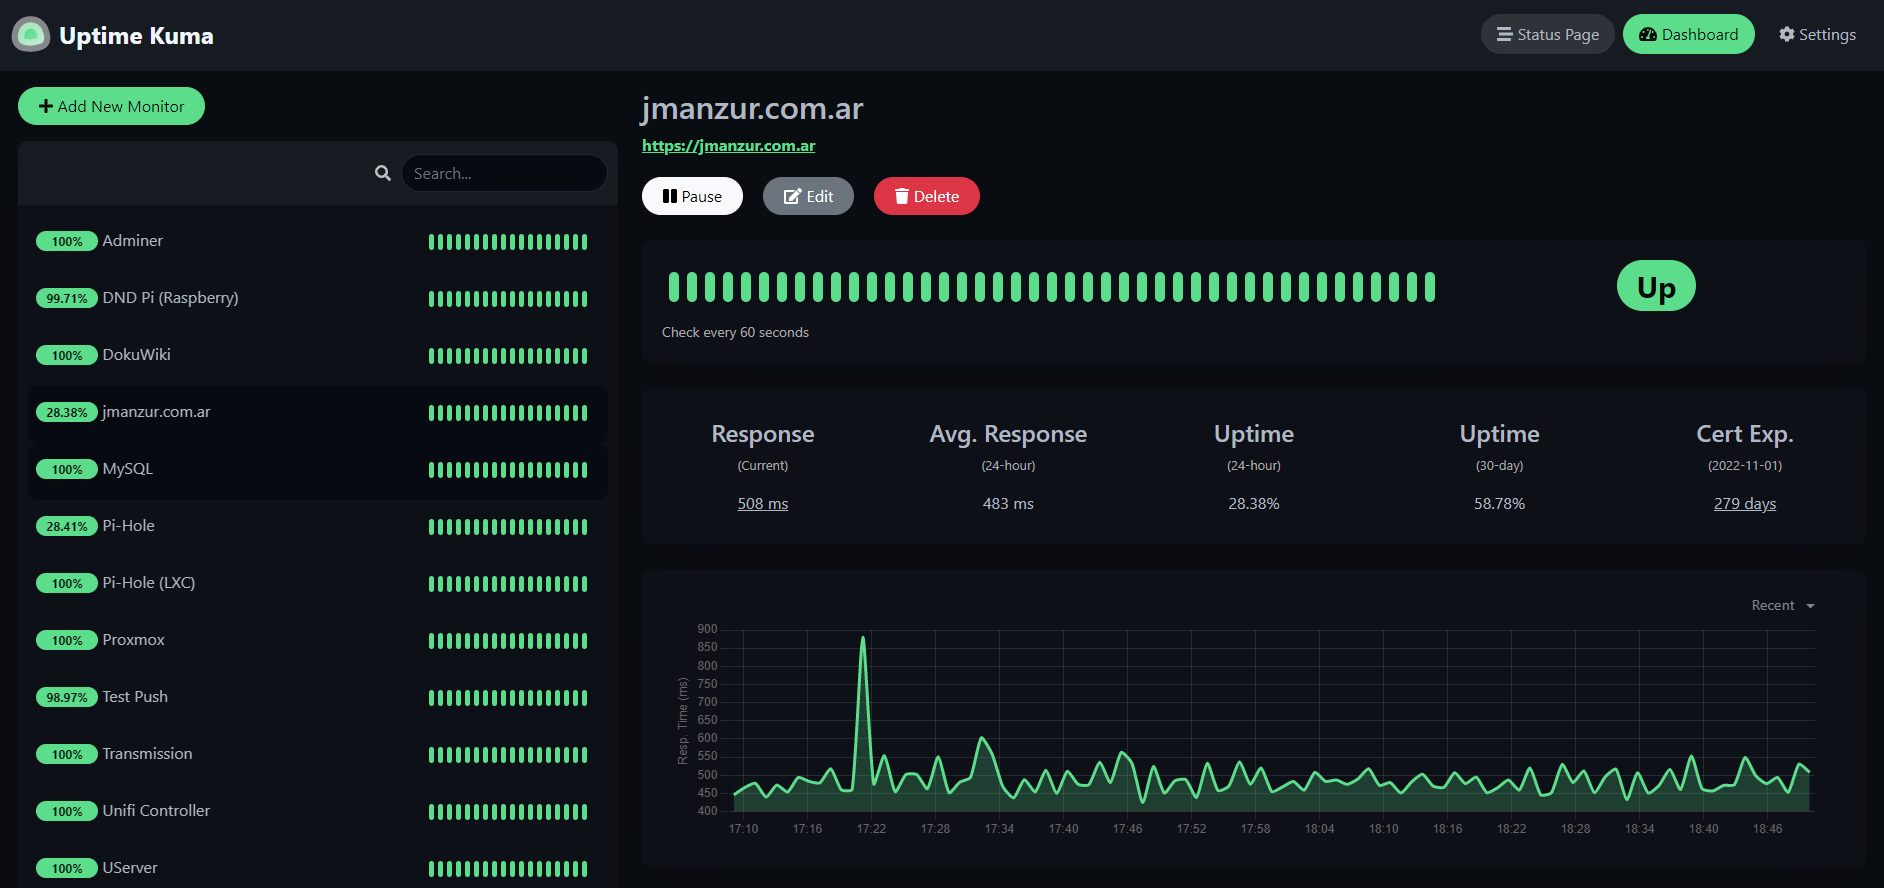 Uptime Kuma
Status Page
Dashboard
Settings
Add New Monitor
Search...
100% Adminer
99.71% DND Pi (Raspberry)
100% DokuWiki
28.38% jmanzur.com.ar
100% MySQL
28.41% Pi-Hole
100% Pi-Hole (LXC)
100% Proxmox
98.97% Test Push
100% Transmission
100% Unifi Controller
100% UServer
jmanzur.com.ar
https://jmanzur.com.ar
Pause
Edit
Delete
Up
Check every 60 seconds
Response
(Current)
508 ms
Avg. Response
(24-hour)
483 ms
Uptime
(24-hour)
28.38%
Uptime
(30-day)
58.78%
Cert Exp.
(2022-11-01)
279 days
Recent
Resp. Time (ms)
900
850
800
750
700
650
600
550
500
450
400
17:10 17:16 17:22 17:28 17:34 17:40 17:46 17:52 17:58 18:04 18:10 18:16 18:22 18:28 18:34 18:40 18:46